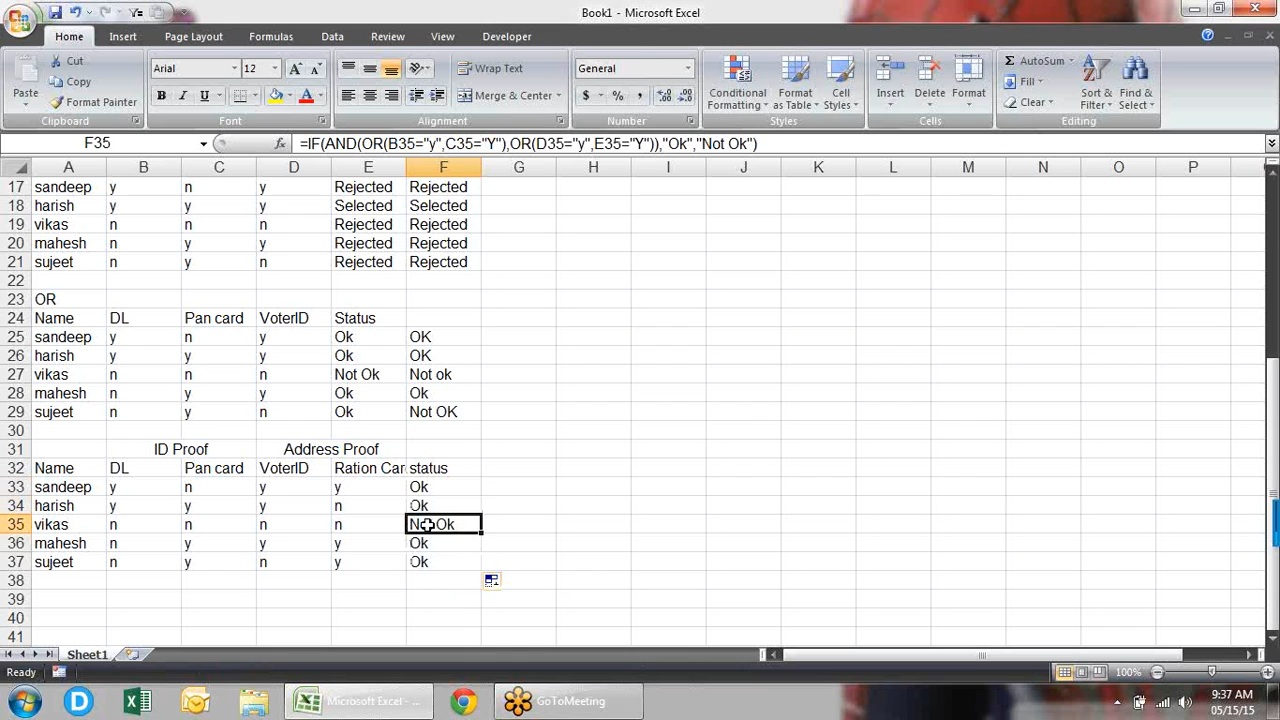 Book1 - Microsoft Excel
Home Insert Page Layout Formulas Data Review View Developer
Paste Cut Copy Format Painter Clipboard
Arial 12 B I U A Font
Wrap Text Merge & Center Alignment
General $ % , Number
Conditional Formatting Format as Table Cell Styles Styles
Insert Delete Format Cells
Σ AutoSum Fill Clear Sort & Filter Find & Select Editing
F35 fx =IF(AND(OR(B35="y",C35="Y"),OR(D35="y",E35="Y")),"Ok","Not Ok")
A B C D E F G H I J K L M N O P
17 sandeep y n y Rejected Rejected
18 harish y y y Selected Selected
19 vikas n n n Rejected Rejected
20 mahesh n y y Rejected Rejected
21 sujeet n y n Rejected Rejected
22
23 OR
24 Name DL Pan card VoterID Status
25 sandeep y n y Ok OK
26 harish y y y Ok OK
27 vikas n n n Not Ok Not ok
28 mahesh n y y Ok Ok
29 sujeet n y n Ok Not OK
30
31 ID Proof Address Proof
32 Name DL Pan card VoterID Ration Car status
33 sandeep y n y y Ok
34 harish y y y n Ok
35 vikas n n n n Not Ok
36 mahesh n y y y Ok
37 sujeet n y n y Ok
38
39
40
41
Sheet1
Ready 100%
D Microsoft Excel - ... GoToMeeting 9:37 AM
05/15/15